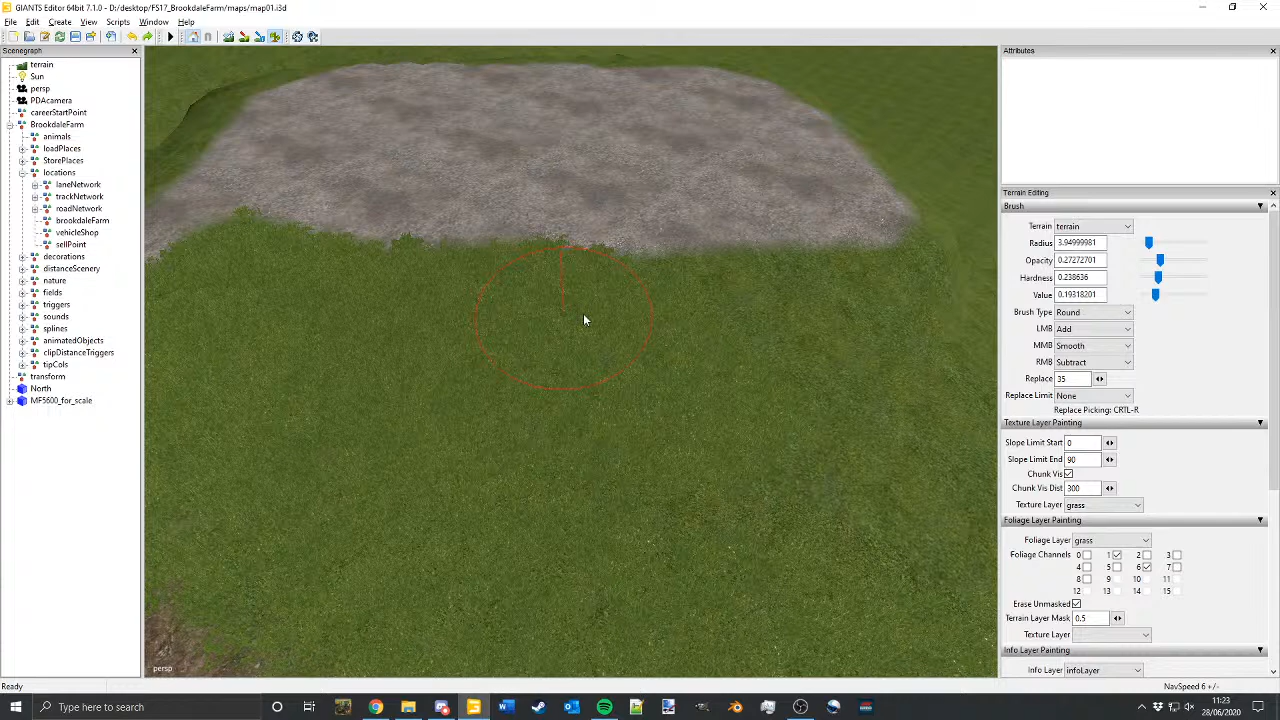 GIANTS Editor 64bit 7.1.0 - D:/desktop/FS17_BrookdaleFarm/maps/map01.i3d
File Edit Create View Scripts Window Help
Scenegraph
terrain
Sun
persp
PDAcamera
careerStartPoint
BrookdaleFarm
animals
loadPlaces
StorePlaces
locations
laneNetwork
trackNetwork
roadNetwork
brookdaleFarm
vehicleShop
sellPoint
decorations
distanceScenery
nature
fields
triggers
sounds
splines
animatedObjects
clipDistanceTriggers
tipCols
transform
North
MF5600_for_scale
persp
Attributes
Terrain Editing
Brush
Terrain terrain
Radius 3.94999981
Opacity 0.27272701
Hardness 0.238636
Value 0.19318201
Brush Type Round
LMB Add
MMB Smooth
RMB Subtract
Replace 35
Replace Limit None
Replace Picking: CRTL-R
Texture Layer Painting
Slope Limit Start 0
Slope Limit End 90
Chunk Vis
Chunk Vis Dist 300
Texture Layer grass
Foliage Layer Painting
Foliage Layer grass
Foliage Channels 0 1 2 3
4 5 6 7
8 9 10 11
12 13 14 15
Erase Unmasked
Terrain Layer Mask 0.5
Texture Layer
Info Layer Painting
Info Layer infoLayer
Ready
NavSpeed 6 +/-
Type here to search
11:23
28/06/2020